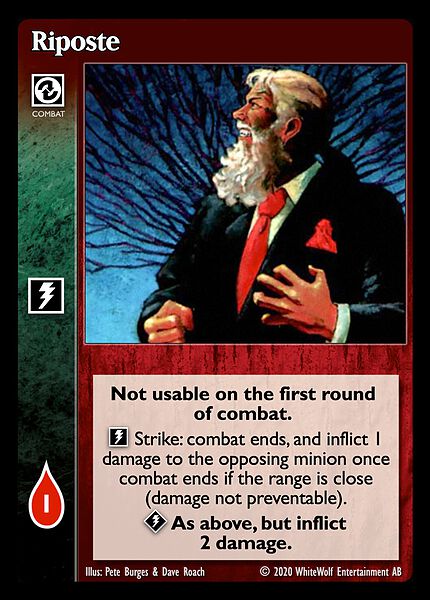 Riposte
COMBAT
Not usable on the first round
of combat.
Strike: combat ends, and inflict 1
damage to the opposing minion once
combat ends if the range is close
(damage not preventable).
As above, but inflict
2 damage.
1
Illus: Pete Burges & Dave Roach © 2020 WhiteWolf Entertainment AB